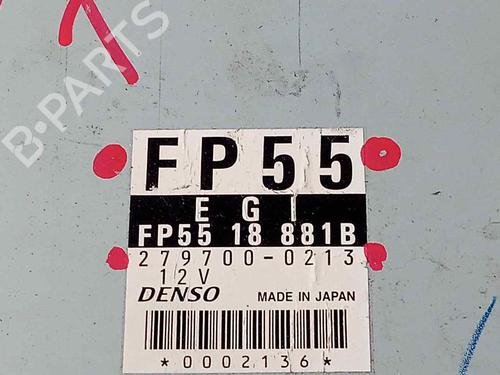 B-PARTS
FP55
EGI
FP55 18 881B
279700-0213
12V
DENSO MADE IN JAPAN
*0002136*